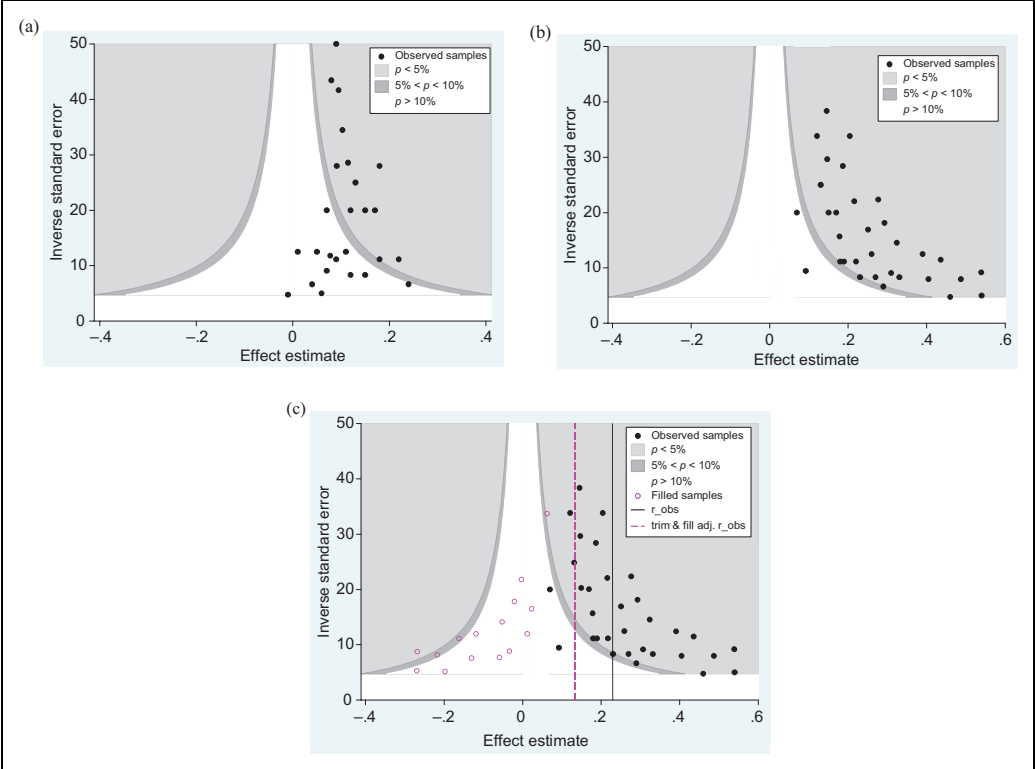 (a)
50
40
30
20
10
0
Inverse standard error
–.4
–.2
0
.2
.4
Effect estimate
Observed samples
p < 5%
5% < p < 10%
p > 10%
(b)
50
40
30
20
10
0
Inverse standard error
–.4
–.2
0
.2
.4
.6
Effect estimate
Observed samples
p < 5%
5% < p < 10%
p > 10%
(c)
50
40
30
20
10
0
Inverse standard error
–.4
–.2
0
.2
.4
.6
Effect estimate
Observed samples
p < 5%
5% < p < 10%
p > 10%
Filled samples
r_obs
trim & fill adj. r_obs